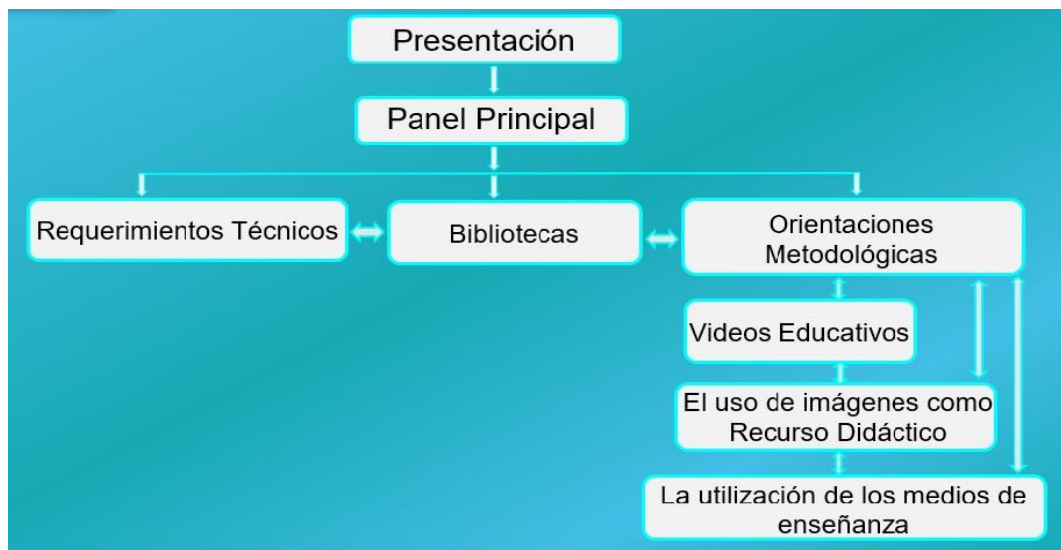 Presentación
Panel Principal
Requerimientos Técnicos
Bibliotecas
Orientaciones
Metodológicas
Videos Educativos
El uso de imágenes como
Recurso Didáctico
La utilización de los medios de
enseñanza